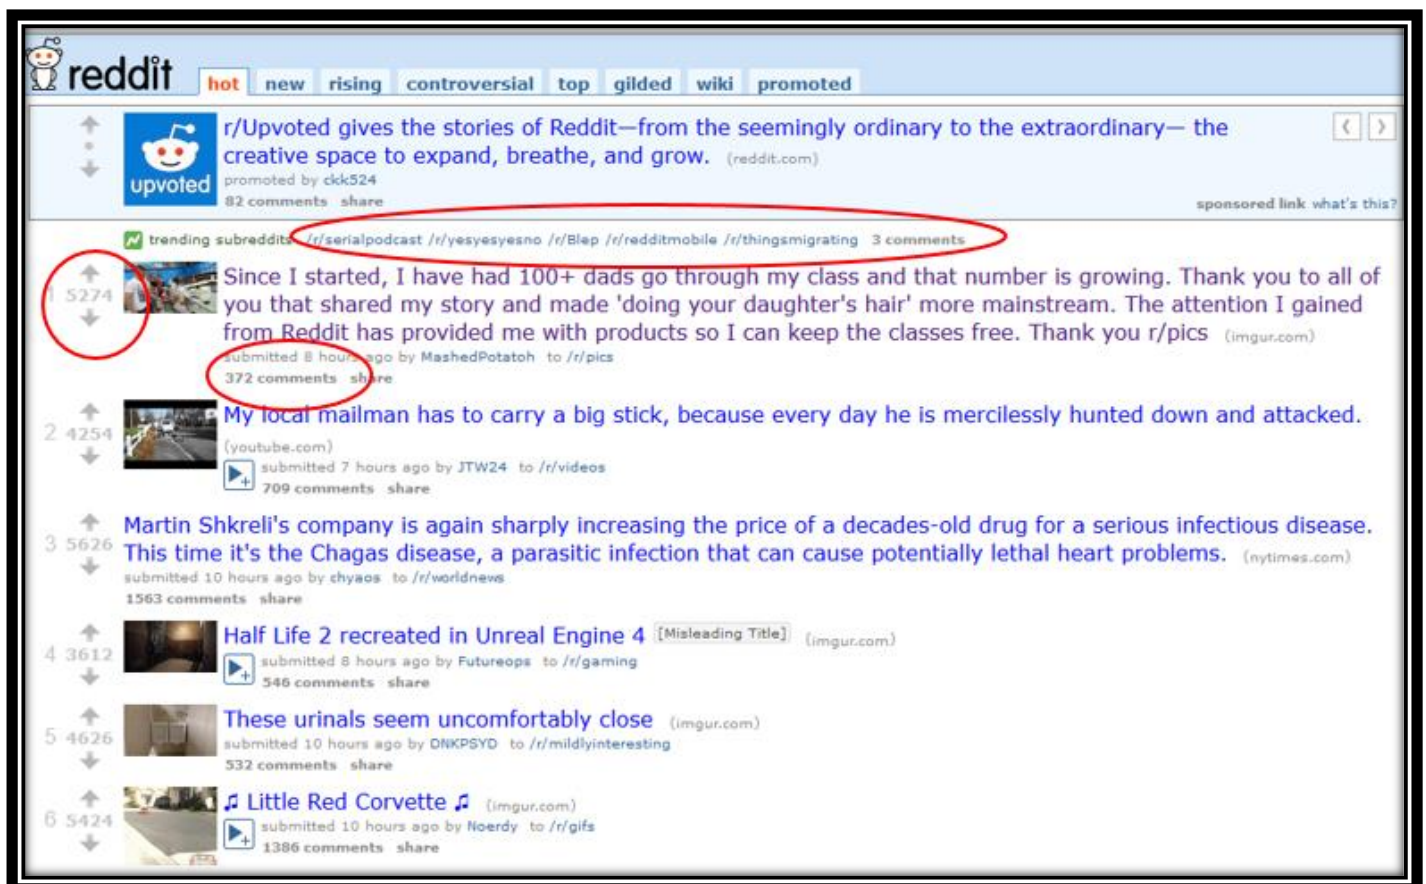 reddit hot new rising controversial top gilded wiki promoted
r/Upvoted gives the stories of Reddit—from the seemingly ordinary to the extraordinary— the
creative space to expand, breathe, and grow. (reddit.com)
upvoted
promoted by ckk524
82 comments share
sponsored link what's this?
trending subreddits /r/serialpodcast /r/yesyesyesno /r/Blep /r/redditmobile /r/thingsmigrating 3 comments
1 5274
Since I started, I have had 100+ dads go through my class and that number is growing. Thank you to all of
you that shared my story and made 'doing your daughter's hair' more mainstream. The attention I gained
from Reddit has provided me with products so I can keep the classes free. Thank you r/pics (imgur.com)
submitted 8 hours ago by MashedPotatoh to /r/pics
372 comments share
2 4254
My local mailman has to carry a big stick, because every day he is mercilessly hunted down and attacked.
(youtube.com)
submitted 7 hours ago by JTW24 to /r/videos
709 comments share
3 5626
Martin Shkreli's company is again sharply increasing the price of a decades-old drug for a serious infectious disease.
This time it's the Chagas disease, a parasitic infection that can cause potentially lethal heart problems. (nytimes.com)
submitted 10 hours ago by chyaos to /r/worldnews
1563 comments share
4 3612
Half Life 2 recreated in Unreal Engine 4 [Misleading Title] (imgur.com)
submitted 8 hours ago by Futureops to /r/gaming
546 comments share
5 4626
These urinals seem uncomfortably close (imgur.com)
submitted 10 hours ago by DNKPSYD to /r/mildlyinteresting
532 comments share
6 5424
♫ Little Red Corvette ♫ (imgur.com)
submitted 10 hours ago by Noerdy to /r/gifs
1386 comments share